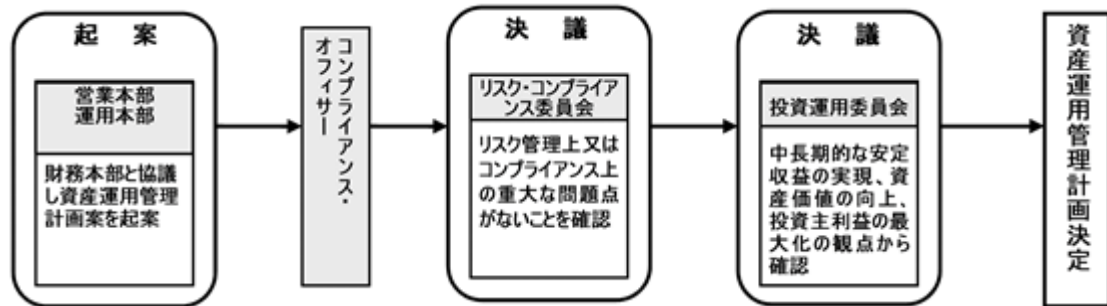 起　案
営業本部
運用本部
財務本部と協議
し資産運用管理
計画案を起案
コンプライアンス・
オフィサー
決　議
リスク・コンプライ
アンス委員会
リスク管理上又は
コンプライアンス上
の重大な問題点
がないことを確認
決　議
投資運用委員会
中長期的な安定
収益の実現、資
産価値の向上、
投資主利益の最
大化の観点から
確認
資産運用管理計画決定